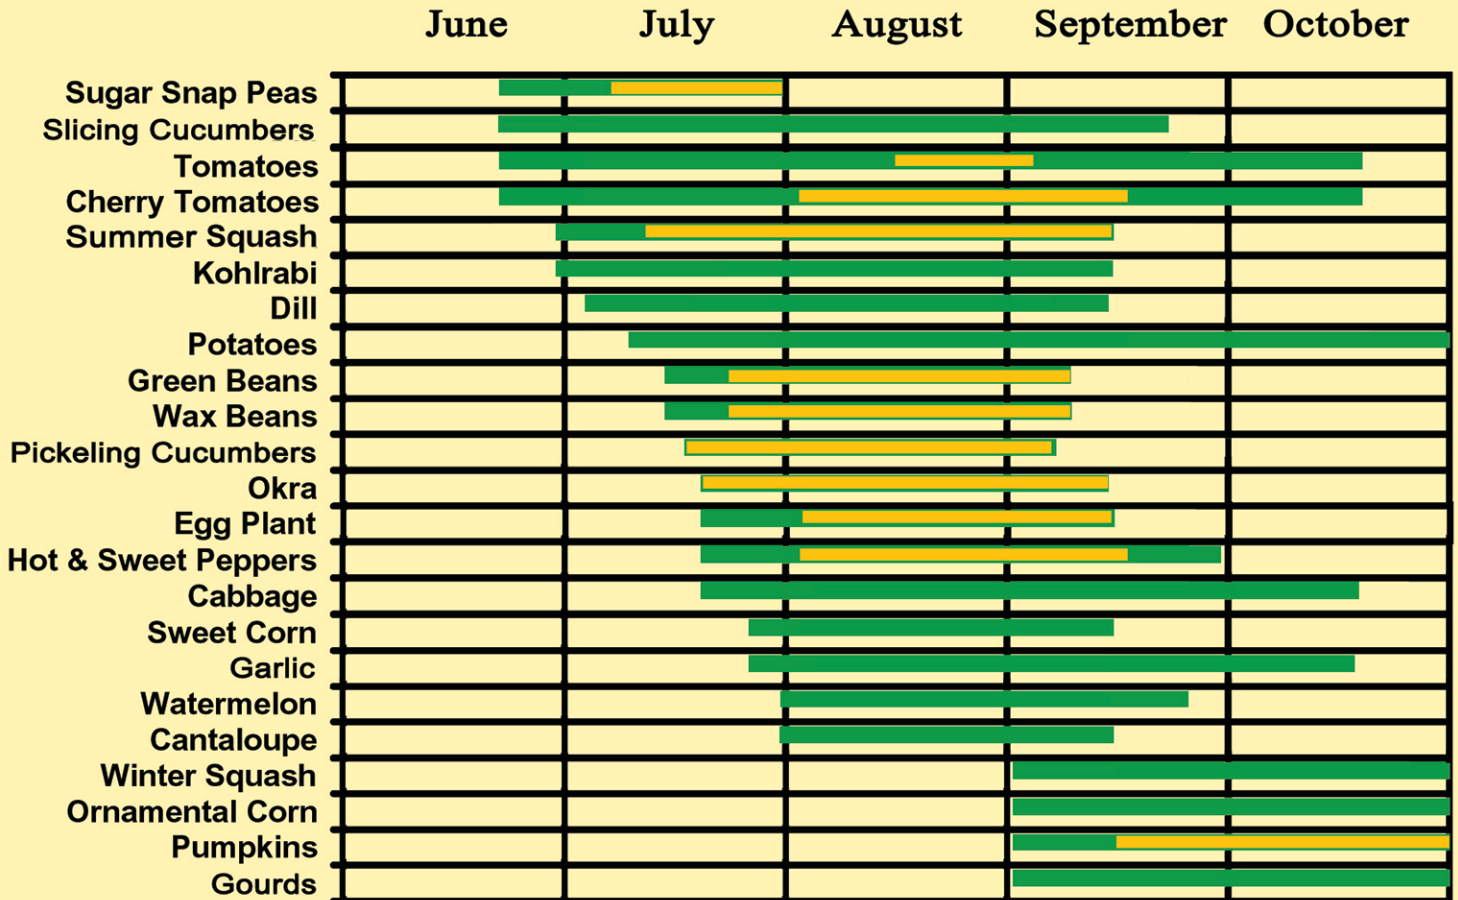 June July August September October
Sugar Snap Peas
Slicing Cucumbers
Tomatoes
Cherry Tomatoes
Summer Squash
Kohlrabi
Dill
Potatoes
Green Beans
Wax Beans
Pickeling Cucumbers
Okra
Egg Plant
Hot & Sweet Peppers
Cabbage
Sweet Corn
Garlic
Watermelon
Cantaloupe
Winter Squash
Ornamental Corn
Pumpkins
Gourds